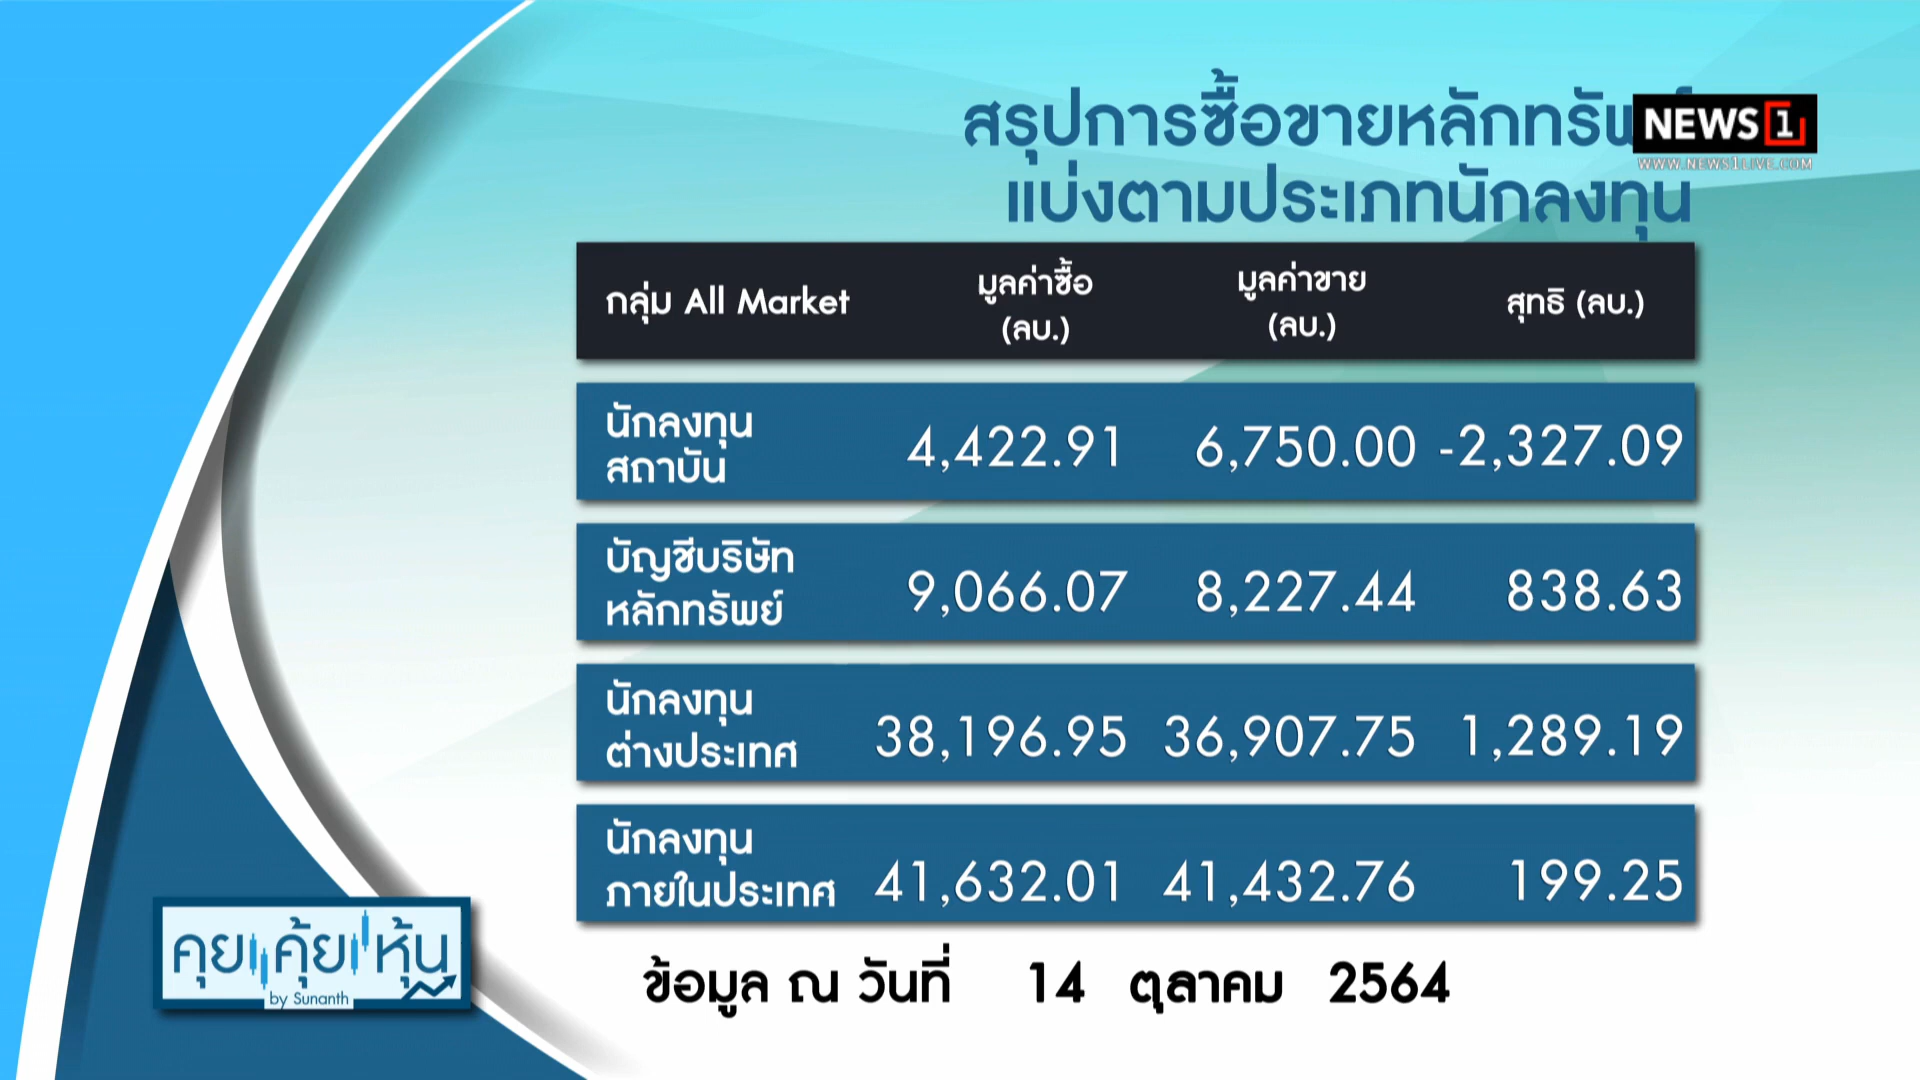 สรุปการซื้อขายหลักทรัพ
NEWS 1
WWW.NEWS1LIVE.COM
แบ่งตามประเภทนักลงทุน
กลุ่ม All Market มูลค่าซื้อ (ลบ.) มูลค่าขาย (ลบ.) สุทธิ (ลบ.)
นักลงทุน
สถาบัน 4,422.91 6,750.00 -2,327.09
บัญชีบริษัท
หลักทรัพย์ 9,066.07 8,227.44 838.63
นักลงทุน
ต่างประเทศ 38,196.95 36,907.75 1,289.19
นักลงทุน
ภายในประเทศ 41,632.01 41,432.76 199.25
คุย คุ้ย หุ้น
by Sunanth
ข้อมูล ณ วันที่ 14 ตุลาคม 2564